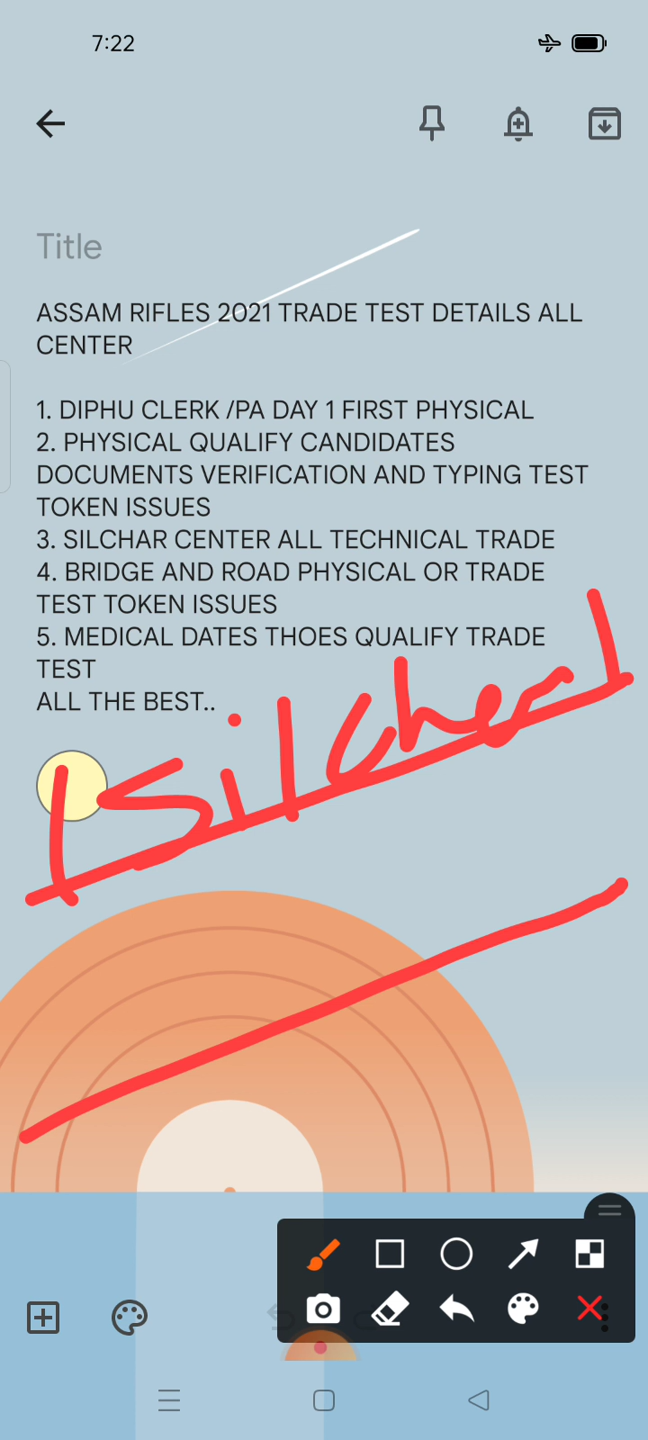 7:22
Title
ASSAM RIFLES 2021 TRADE TEST DETAILS ALL
CENTER
1. DIPHU CLERK /PA DAY 1 FIRST PHYSICAL
2. PHYSICAL QUALIFY CANDIDATES
DOCUMENTS VERIFICATION AND TYPING TEST
TOKEN ISSUES
3. SILCHAR CENTER ALL TECHNICAL TRADE
4. BRIDGE AND ROAD PHYSICAL OR TRADE
TEST TOKEN ISSUES
5. MEDICAL DATES THOES QUALIFY TRADE
TEST
ALL THE BEST..